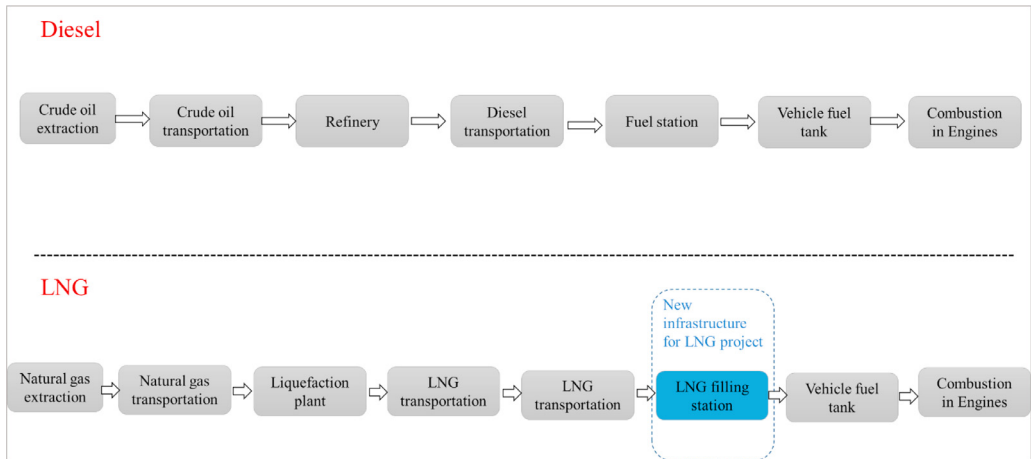 Diesel
Crude oil
extraction
Crude oil
transportation
Refinery
Diesel
transportation
Fuel station
Vehicle fuel
tank
Combustion
in Engines
LNG
New
infrastructure
for LNG project
Natural gas
extraction
Natural gas
transportation
Liquefaction
plant
LNG
transportation
LNG
transportation
LNG filling
station
Vehicle fuel
tank
Combustion
in Engines